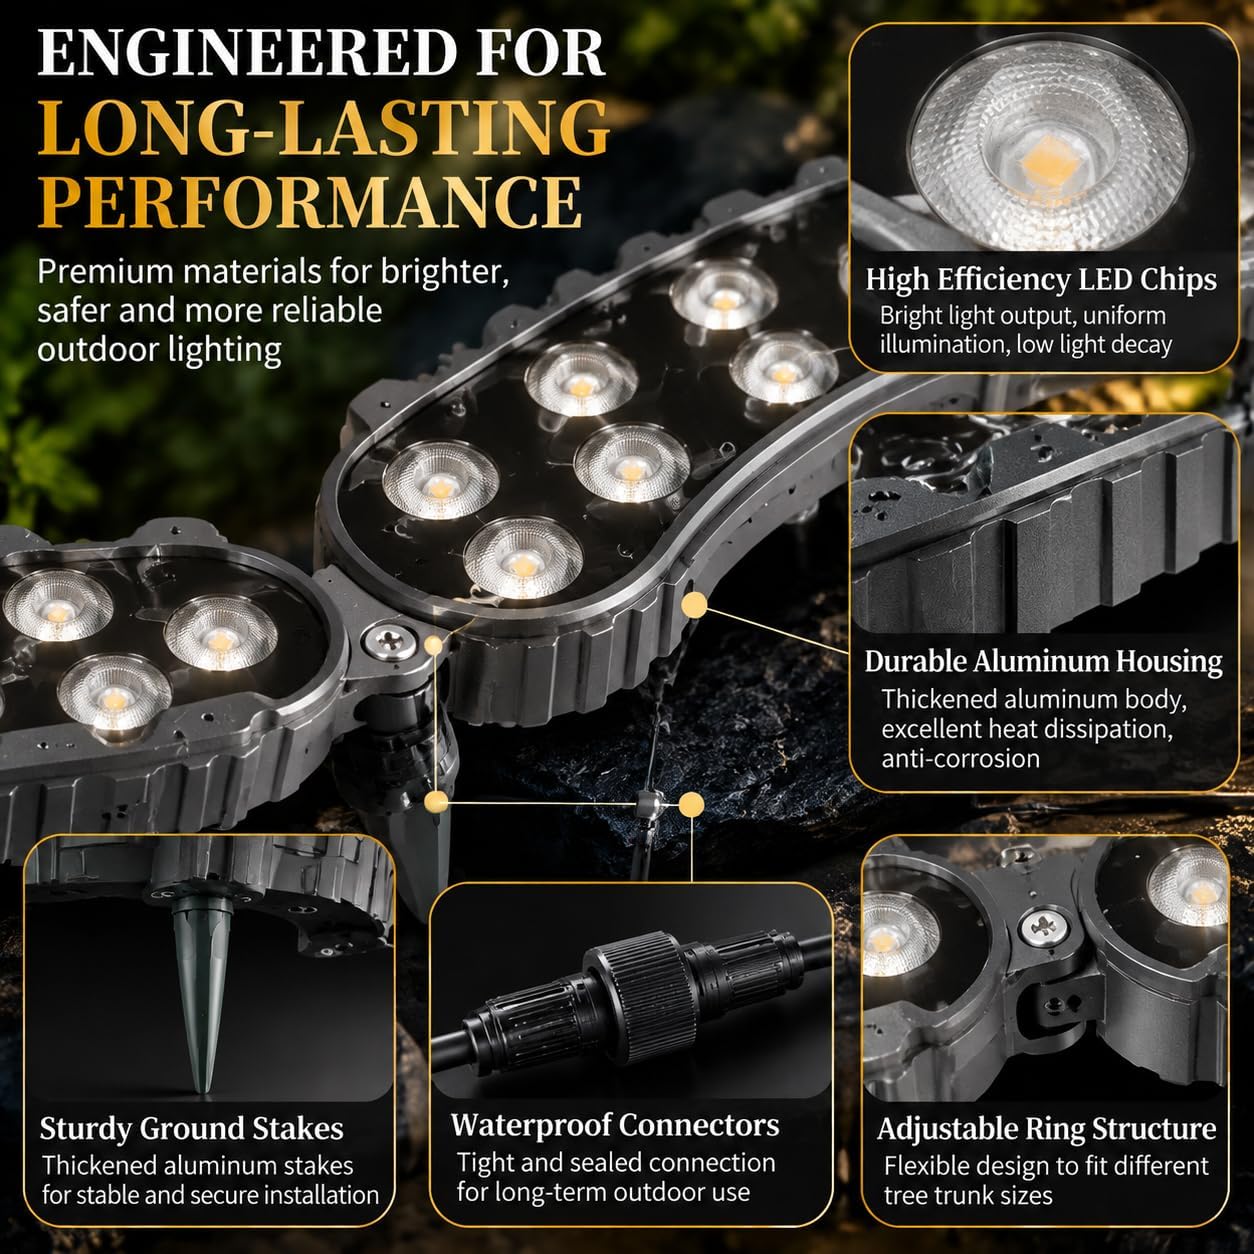 ENGINEERED FOR
LONG-LASTING
PERFORMANCE
Premium materials for brighter,
safer and more reliable
outdoor lighting
High Efficiency LED Chips
Bright light output, uniform
illumination, low light decay
Durable Aluminum Housing
Thickened aluminum body,
excellent heat dissipation,
anti-corrosion
Sturdy Ground Stakes
Thickened aluminum stakes
for stable and secure installation
Waterproof Connectors
Tight and sealed connection
for long-term outdoor use
Adjustable Ring Structure
Flexible design to fit different
tree trunk sizes